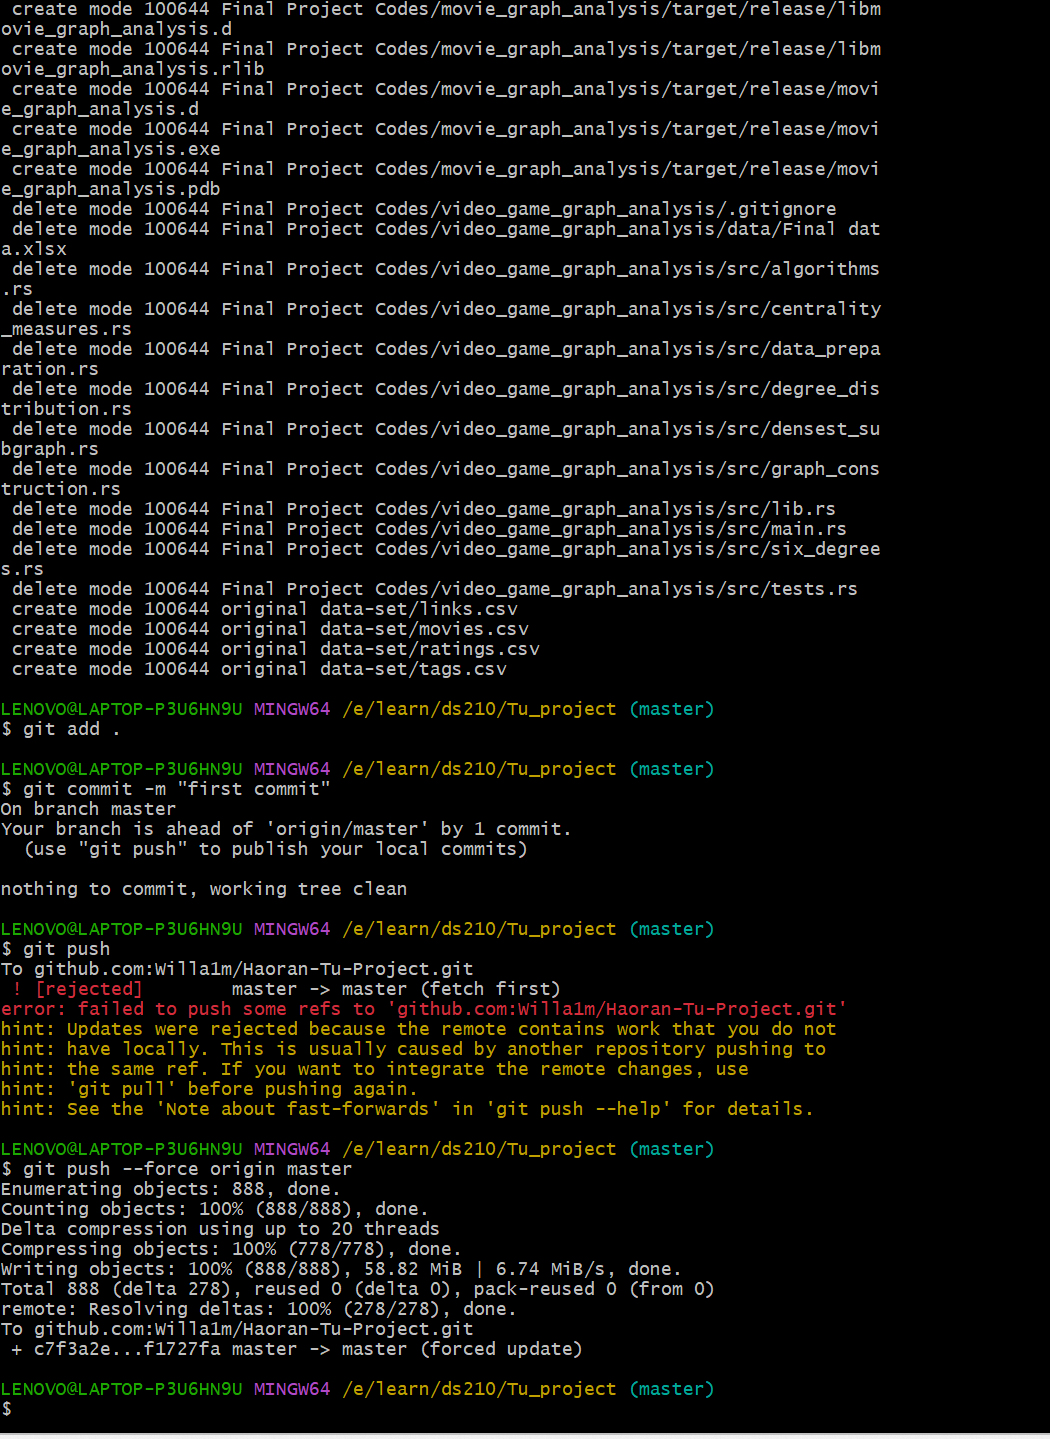 create mode 100644 Final Project Codes/movie_graph_analysis/target/release/libm
ovie_graph_analysis.d
 create mode 100644 Final Project Codes/movie_graph_analysis/target/release/libm
ovie_graph_analysis.rlib
 create mode 100644 Final Project Codes/movie_graph_analysis/target/release/movi
e_graph_analysis.d
 create mode 100644 Final Project Codes/movie_graph_analysis/target/release/movi
e_graph_analysis.exe
 create mode 100644 Final Project Codes/movie_graph_analysis/target/release/movi
e_graph_analysis.pdb
 delete mode 100644 Final Project Codes/video_game_graph_analysis/.gitignore
 delete mode 100644 Final Project Codes/video_game_graph_analysis/data/Final dat
a.xlsx
 delete mode 100644 Final Project Codes/video_game_graph_analysis/src/algorithms
.rs
 delete mode 100644 Final Project Codes/video_game_graph_analysis/src/centrality
_measures.rs
 delete mode 100644 Final Project Codes/video_game_graph_analysis/src/data_prepa
ration.rs
 delete mode 100644 Final Project Codes/video_game_graph_analysis/src/degree_dis
tribution.rs
 delete mode 100644 Final Project Codes/video_game_graph_analysis/src/densest_su
bgraph.rs
 delete mode 100644 Final Project Codes/video_game_graph_analysis/src/graph_cons
truction.rs
 delete mode 100644 Final Project Codes/video_game_graph_analysis/src/lib.rs
 delete mode 100644 Final Project Codes/video_game_graph_analysis/src/main.rs
 delete mode 100644 Final Project Codes/video_game_graph_analysis/src/six_degree
s.rs
 delete mode 100644 Final Project Codes/video_game_graph_analysis/src/tests.rs
 create mode 100644 original data-set/links.csv
 create mode 100644 original data-set/movies.csv
 create mode 100644 original data-set/ratings.csv
 create mode 100644 original data-set/tags.csv

LENOVO@LAPTOP-P3U6HN9U MINGW64 /e/learn/ds210/Tu_project (master)
$ git add .

LENOVO@LAPTOP-P3U6HN9U MINGW64 /e/learn/ds210/Tu_project (master)
$ git commit -m "first commit"
On branch master
Your branch is ahead of 'origin/master' by 1 commit.
  (use "git push" to publish your local commits)

nothing to commit, working tree clean

LENOVO@LAPTOP-P3U6HN9U MINGW64 /e/learn/ds210/Tu_project (master)
$ git push
To github.com:Willa1m/Haoran-Tu-Project.git
 ! [rejected]        master -> master (fetch first)
error: failed to push some refs to 'github.com:Willa1m/Haoran-Tu-Project.git'
hint: Updates were rejected because the remote contains work that you do not
hint: have locally. This is usually caused by another repository pushing to
hint: the same ref. If you want to integrate the remote changes, use
hint: 'git pull' before pushing again.
hint: See the 'Note about fast-forwards' in 'git push --help' for details.

LENOVO@LAPTOP-P3U6HN9U MINGW64 /e/learn/ds210/Tu_project (master)
$ git push --force origin master
Enumerating objects: 888, done.
Counting objects: 100% (888/888), done.
Delta compression using up to 20 threads
Compressing objects: 100% (778/778), done.
Writing objects: 100% (888/888), 58.82 MiB | 6.74 MiB/s, done.
Total 888 (delta 278), reused 0 (delta 0), pack-reused 0 (from 0)
remote: Resolving deltas: 100% (278/278), done.
To github.com:Willa1m/Haoran-Tu-Project.git
 + c7f3a2e...f1727fa master -> master (forced update)

LENOVO@LAPTOP-P3U6HN9U MINGW64 /e/learn/ds210/Tu_project (master)
$